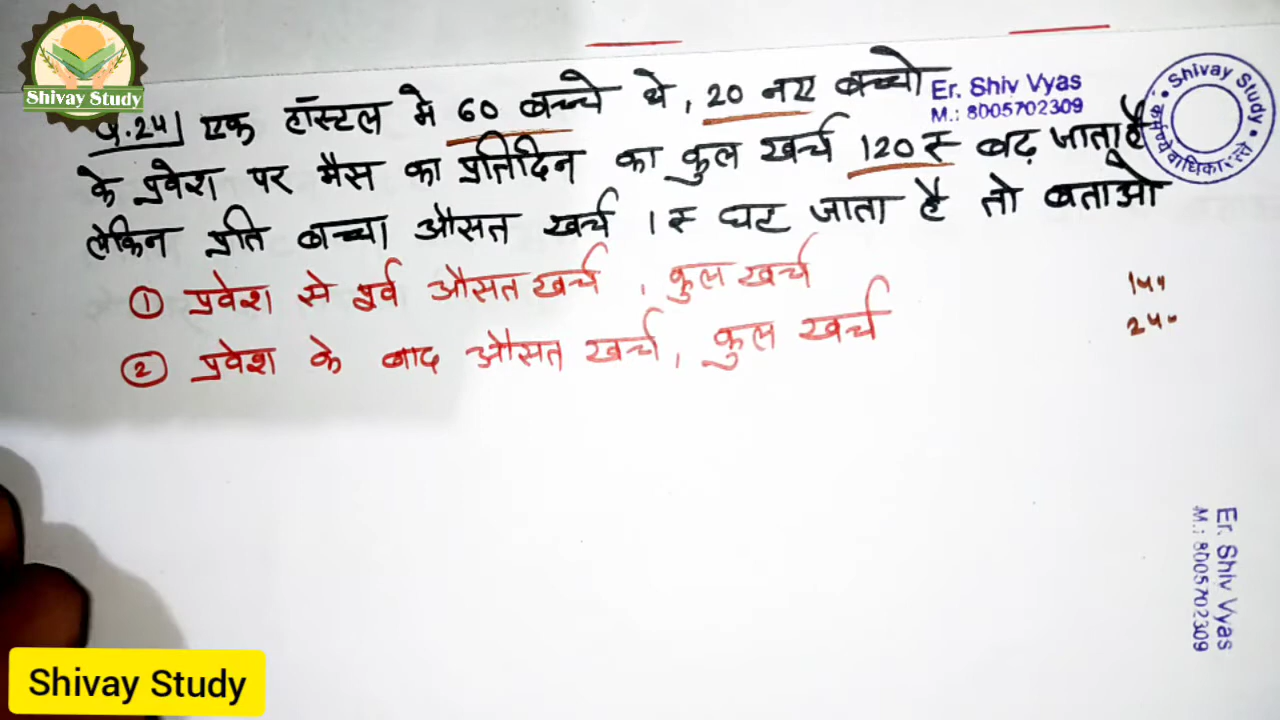 Shivay Study
प्र.24] एक हॉस्टल मे 60 बच्चे थे, 20 नए बच्चो
के प्रवेश पर मैस का प्रतिदिन का कुल खर्च 120 रु बढ़ जाता है
लेकिन प्रति बच्चा औसत खर्च 1 रु घट जाता है तो बताओ
① प्रवेश से पूर्व औसत खर्च, कुल खर्च
② प्रवेश के बाद औसत खर्च, कुल खर्च
Er. Shiv Vyas
M.: 8005702309
Shivay Study
Er. Shiv Vyas
M.: 8005702309
Shivay Study